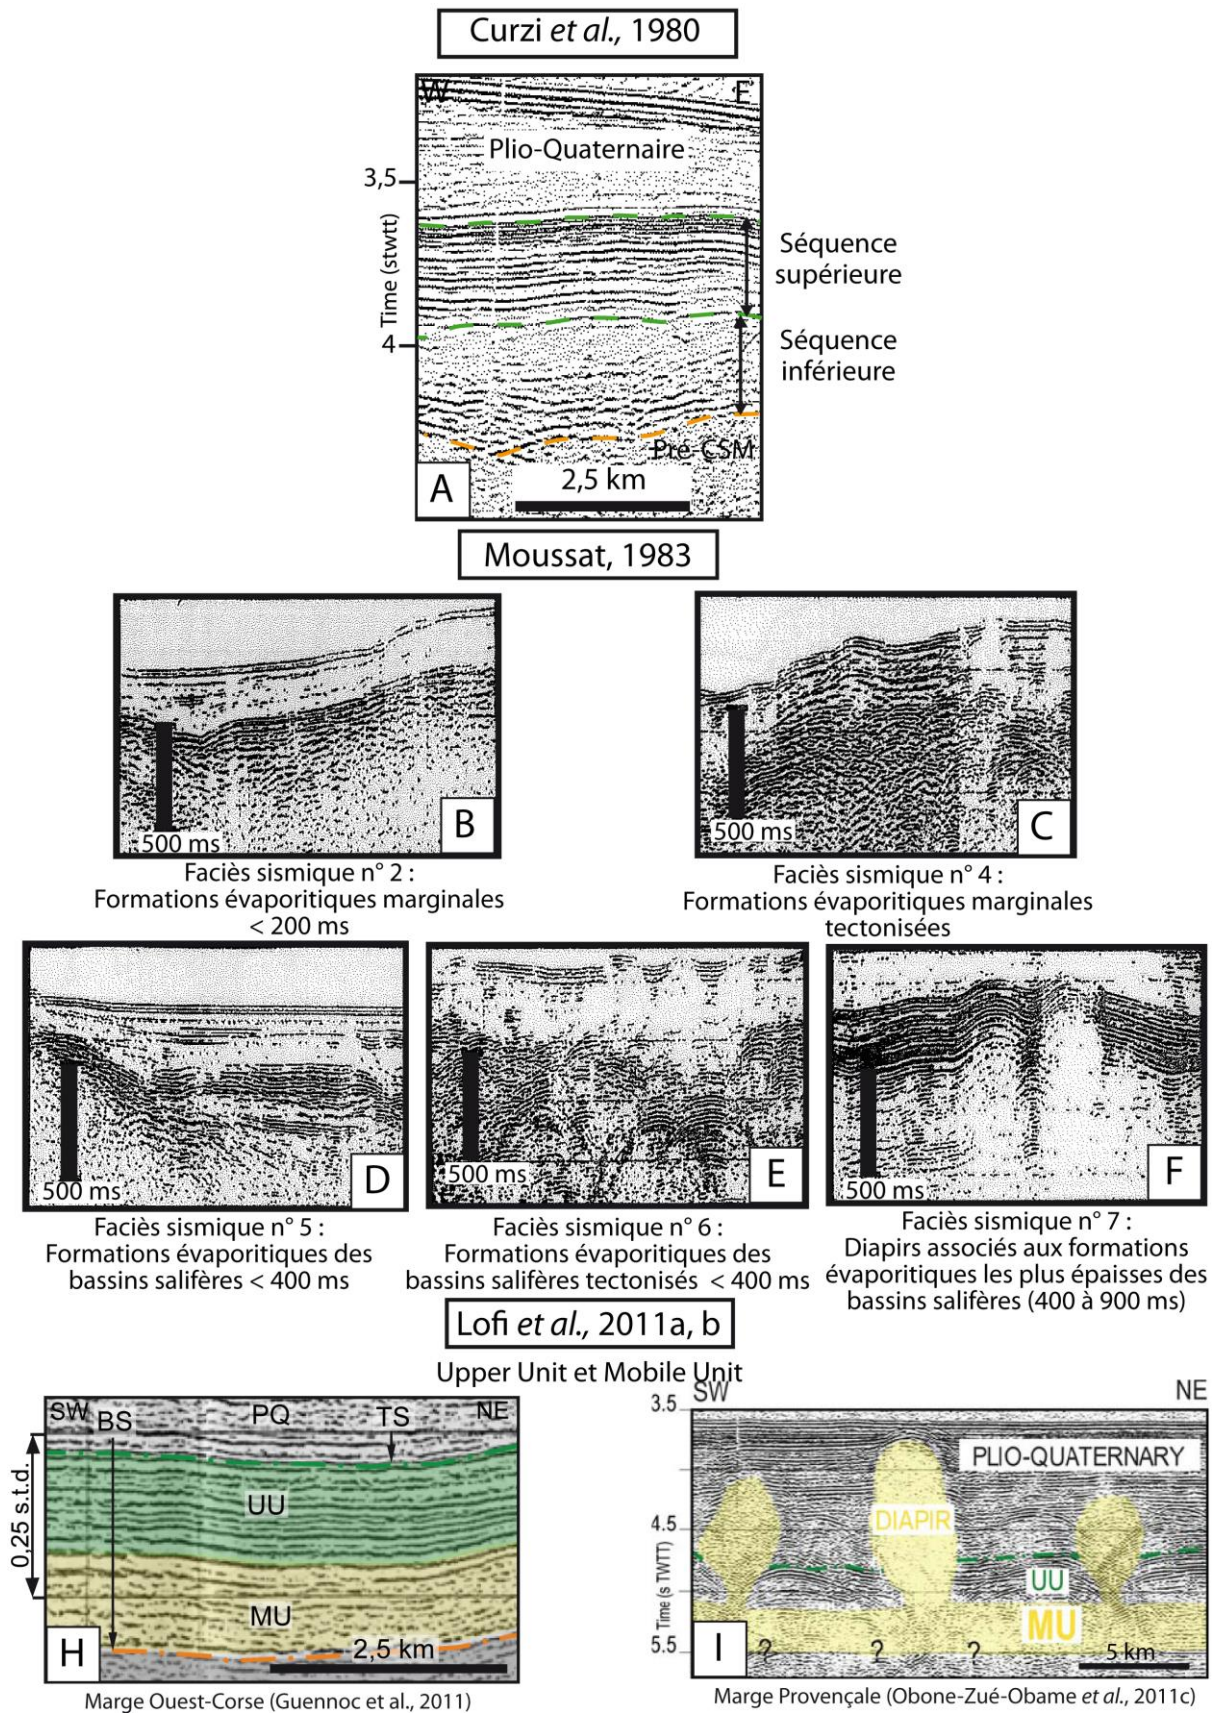 Curzi et al., 1980
W
E
Plio-Quaternaire
3,5
Time (stwtt)
4
Séquence
supérieure
Séquence
inférieure
Pré-CSM
A
2,5 km
Moussat, 1983
500 ms
B
Faciès sismique n° 2 :
Formations évaporitiques marginales
< 200 ms
500 ms
C
Faciès sismique n° 4 :
Formations évaporitiques marginales
tectonisées
500 ms
D
Faciès sismique n° 5 :
Formations évaporitiques des
bassins salifères < 400 ms
500 ms
E
Faciès sismique n° 6 :
Formations évaporitiques des
bassins salifères tectonisés < 400 ms
500 ms
F
Faciès sismique n° 7 :
Diapirs associés aux formations
évaporitiques les plus épaisses des
bassins salifères (400 à 900 ms)
Lofi et al., 2011a, b
Upper Unit et Mobile Unit
SW
BS
PQ
TS
NE
0,25 s.t.d.
UU
MU
H
2,5 km
Marge Ouest-Corse (Guennoc et al., 2011)
SW
NE
3.5
PLIO-QUATERNARY
DIAPIR
4.5
Time (s TWTT)
UU
MU
5.5
? ? ?
I
5 km
Marge Provençale (Obone-Zué-Obame et al., 2011c)